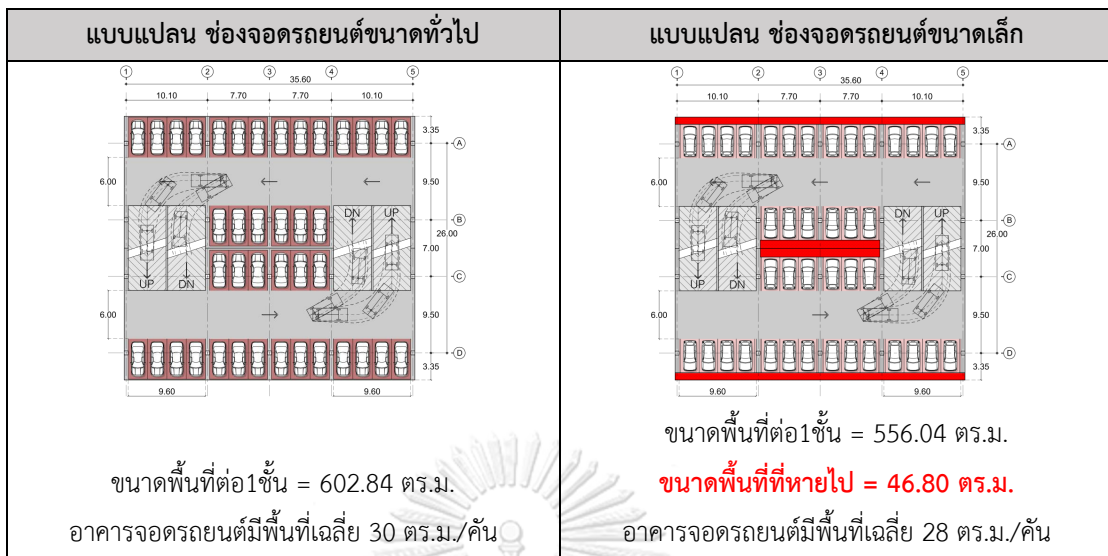 แบบแปลน ช่องจอดรถยนต์ขนาดทั่วไป
แบบแปลน ช่องจอดรถยนต์ขนาดเล็ก
1 2 3 4 5
35.60
10.10 7.70 7.70 10.10
3.35
A
6.00
9.50
DN UP
B
26.00
7.00
C
UP DN
6.00
9.50
D
3.35
9.60 9.60
1 2 3 4 5
35.60
10.10 7.70 7.70 10.10
3.35
A
6.00
9.50
DN UP
B
26.00
7.00
C
UP DN
6.00
9.50
D
3.35
9.60 9.60
ขนาดพื้นที่ต่อ1ชั้น = 602.84 ตร.ม.
อาคารจอดรถยนต์มีพื้นที่เฉลี่ย 30 ตร.ม./คัน
ขนาดพื้นที่ต่อ1ชั้น = 556.04 ตร.ม.
ขนาดพื้นที่ที่หายไป = 46.80 ตร.ม.
อาคารจอดรถยนต์มีพื้นที่เฉลี่ย 28 ตร.ม./คัน